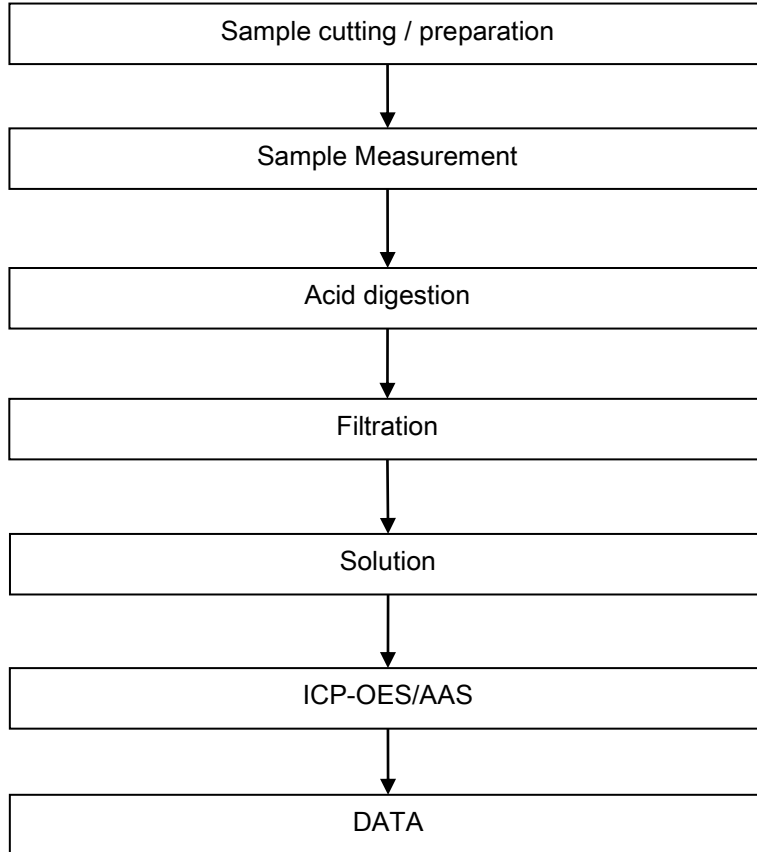 Sample cutting / preparation
Sample Measurement
Acid digestion
Filtration
Solution
ICP-OES/AAS
DATA